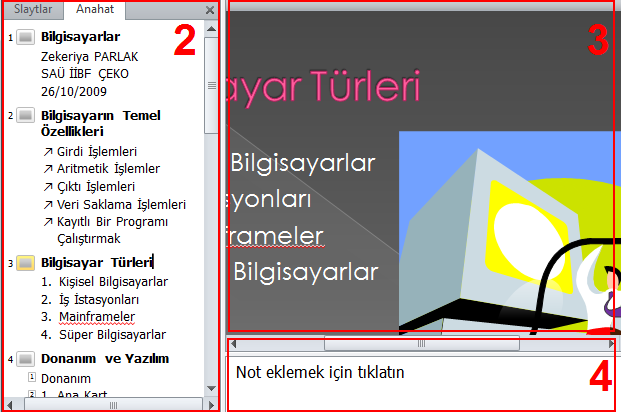 Slaytlar Anahat
2
1 Bilgisayarlar
Zekeriya PARLAK
SAÜ İİBF ÇEKO
26/10/2009
2 Bilgisayarın Temel
Özellikleri
Girdi İşlemleri
Aritmetik İşlemler
Çıktı İşlemleri
Veri Saklama İşlemleri
Kayıtlı Bir Programı
Çalıştırmak
3 Bilgisayar Türleri
1. Kişisel Bilgisayarlar
2. İş İstasyonları
3. Mainframeler
4. Süper Bilgisayarlar
4 Donanım ve Yazılım
1 Donanım
2 1. Ana Kart
3
ayar Türleri
Bilgisayarlar
syonları
frameler
Bilgisayarlar
4
Not eklemek için tıklatın